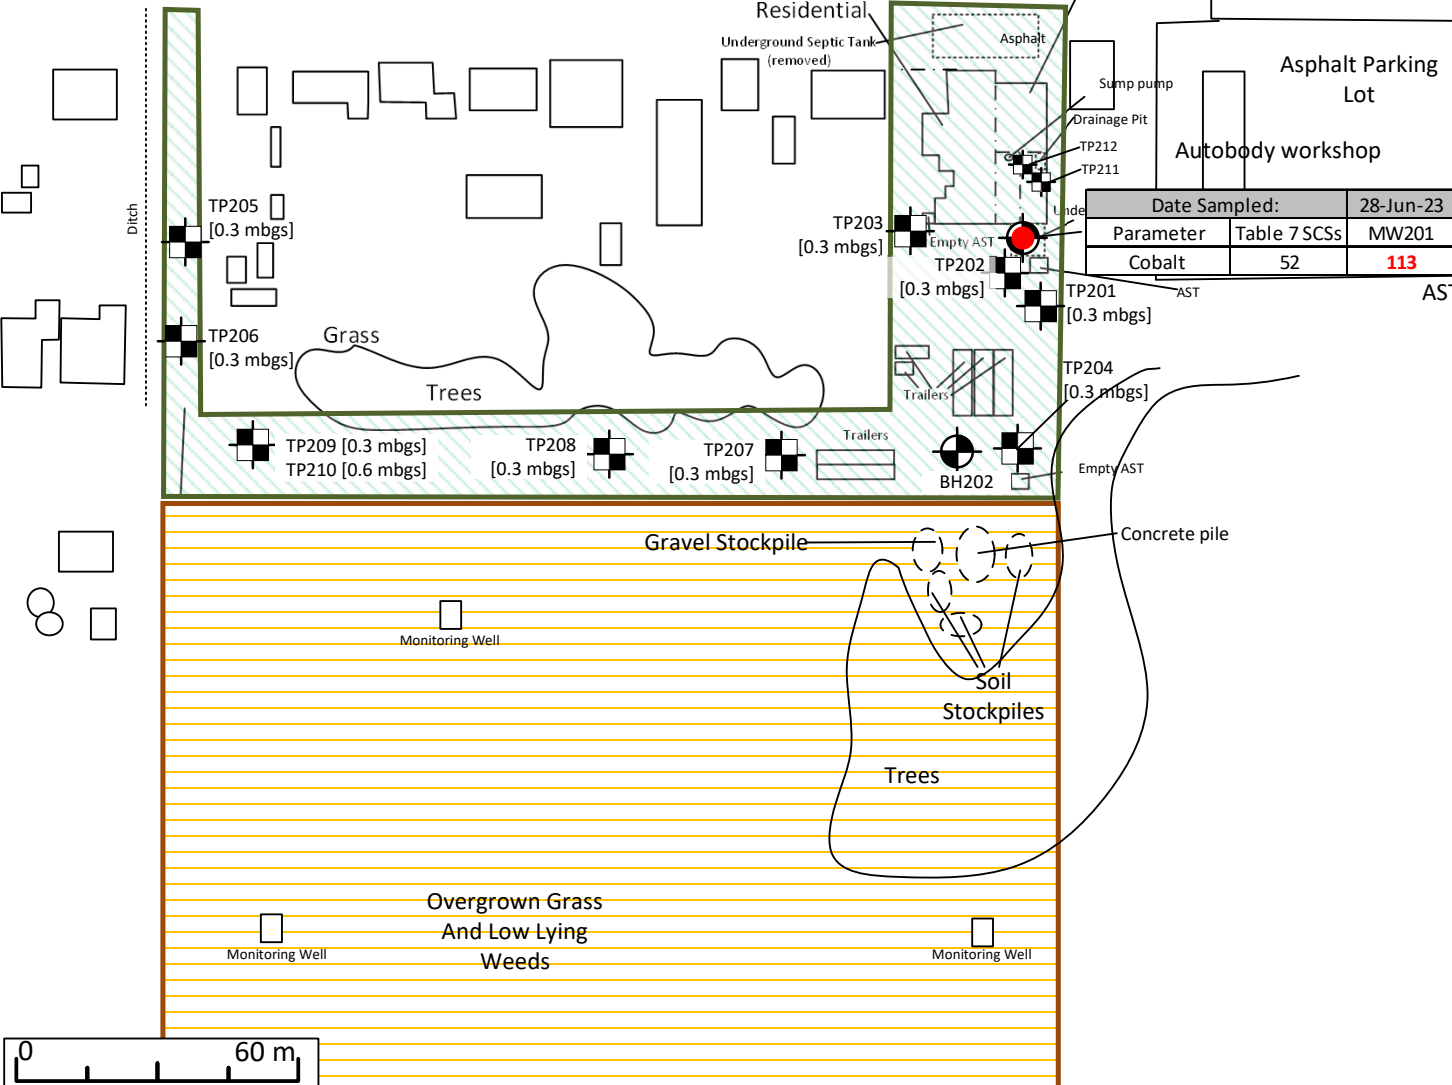 Residential
Underground Septic Tank
(removed)
Asphalt
Asphalt Parking
Lot
Sump pump
Drainage Pit
TP212
Autobody workshop
TP211
Ditch
TP205
[0.3 mbgs]
TP203
[0.3 mbgs]
Empty AST
Unde
Date Sampled: 28-Jun-23
Parameter Table 7 SCSs MW201
Cobalt 52 113
TP202
[0.3 mbgs]
TP201
[0.3 mbgs]
AST
AST
TP206
[0.3 mbgs]
Grass
Trees
Trailers
TP204
[0.3 mbgs]
TP209 [0.3 mbgs]
TP210 [0.6 mbgs]
TP208
[0.3 mbgs]
TP207
[0.3 mbgs]
Trailers
BH202
Empty AST
Gravel Stockpile
Concrete pile
Monitoring Well
Soil
Stockpiles
Trees
Overgrown Grass
And Low Lying
Weeds
Monitoring Well
Monitoring Well
0 60 m